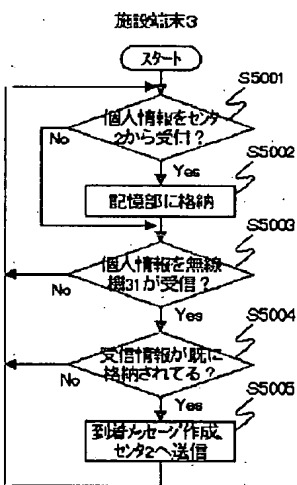 施設端末3
スタート
S5001
個人情報をセンタ
2から受付?
No
Yes
S5002
記憶部に格納
S5003
個人情報を無線
機31が受信?
No
Yes
S5004
受信情報が既に
格納されてる?
No
Yes
S5005
到着メッセージ作成、
センタ2へ送信